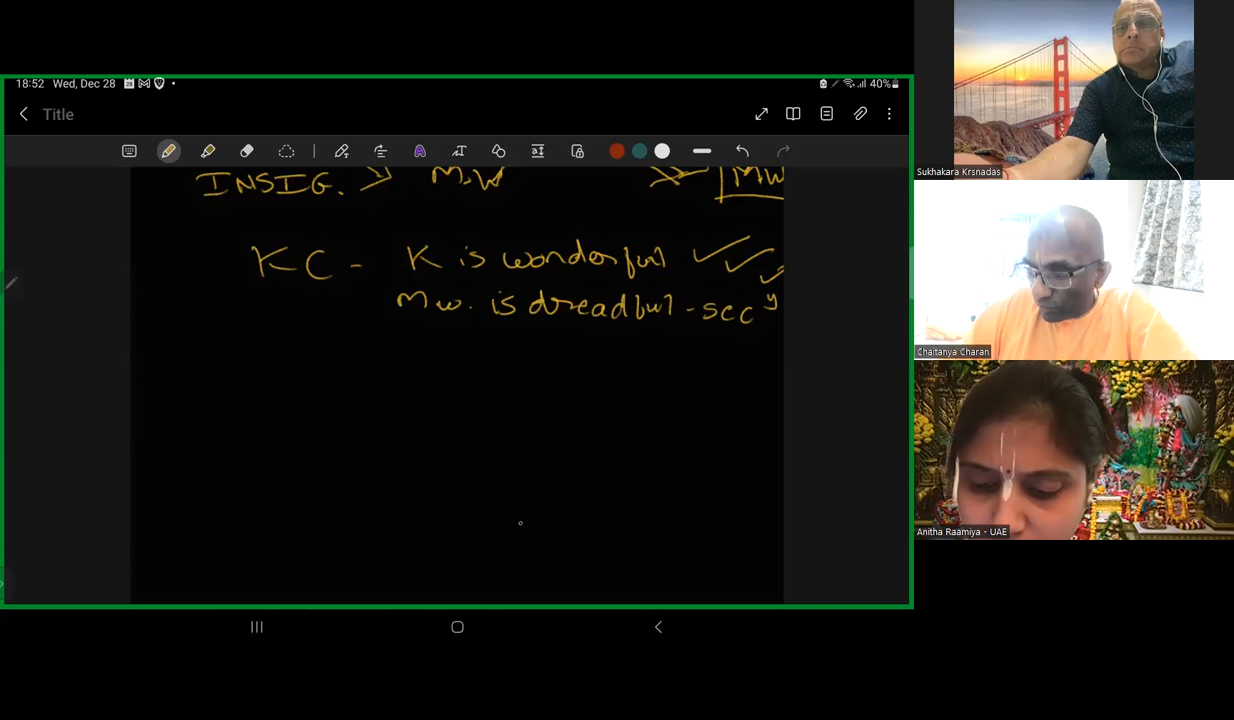 18:52 Wed, Dec 28 40%
Title
INSIG. > M.W MW
KC - K is wonderful ✓✓✓
M W. is dreadful - secy
Sukhakara Krsnadas
Chaitanya Charan
Anitha Raamiya - UAE